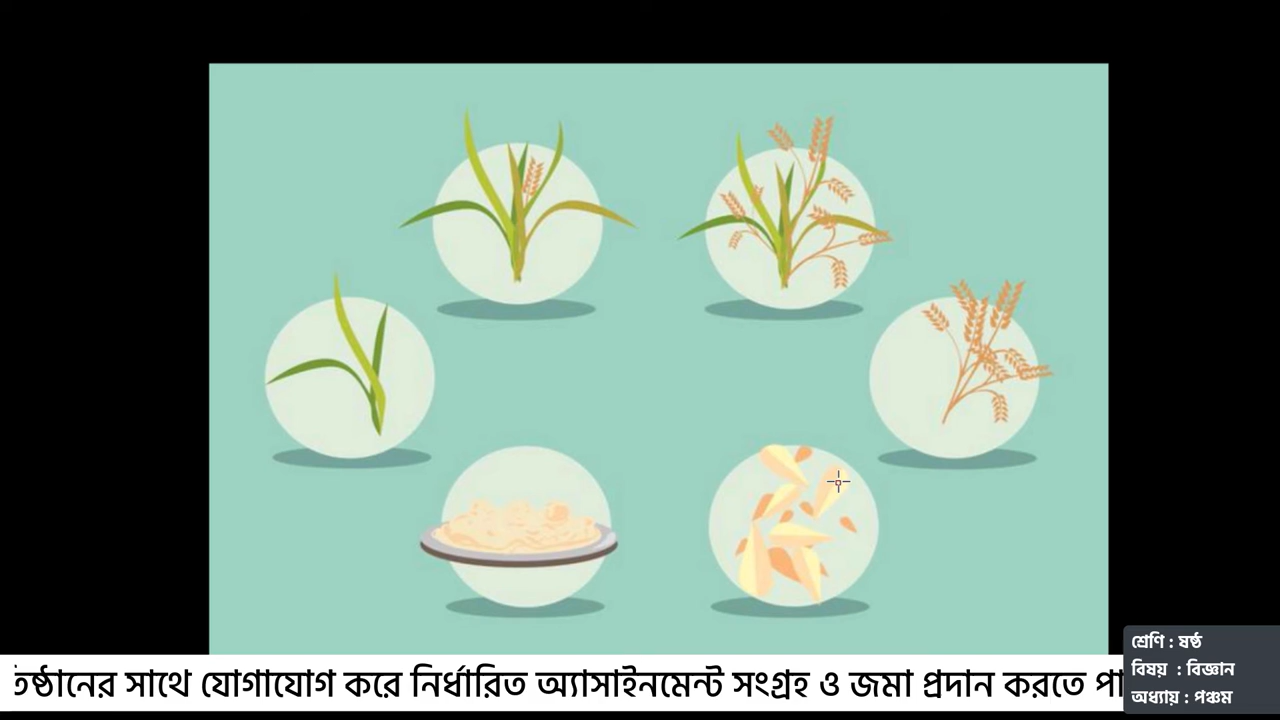 তিষ্ঠানের সাথে যোগাযোগ করে নির্ধারিত অ্যাসাইনমেন্ট সংগ্রহ ও জমা প্রদান করতে পা
শ্রেণি : ষষ্ঠ
বিষয় : বিজ্ঞান
অধ্যায় : পঞ্চম